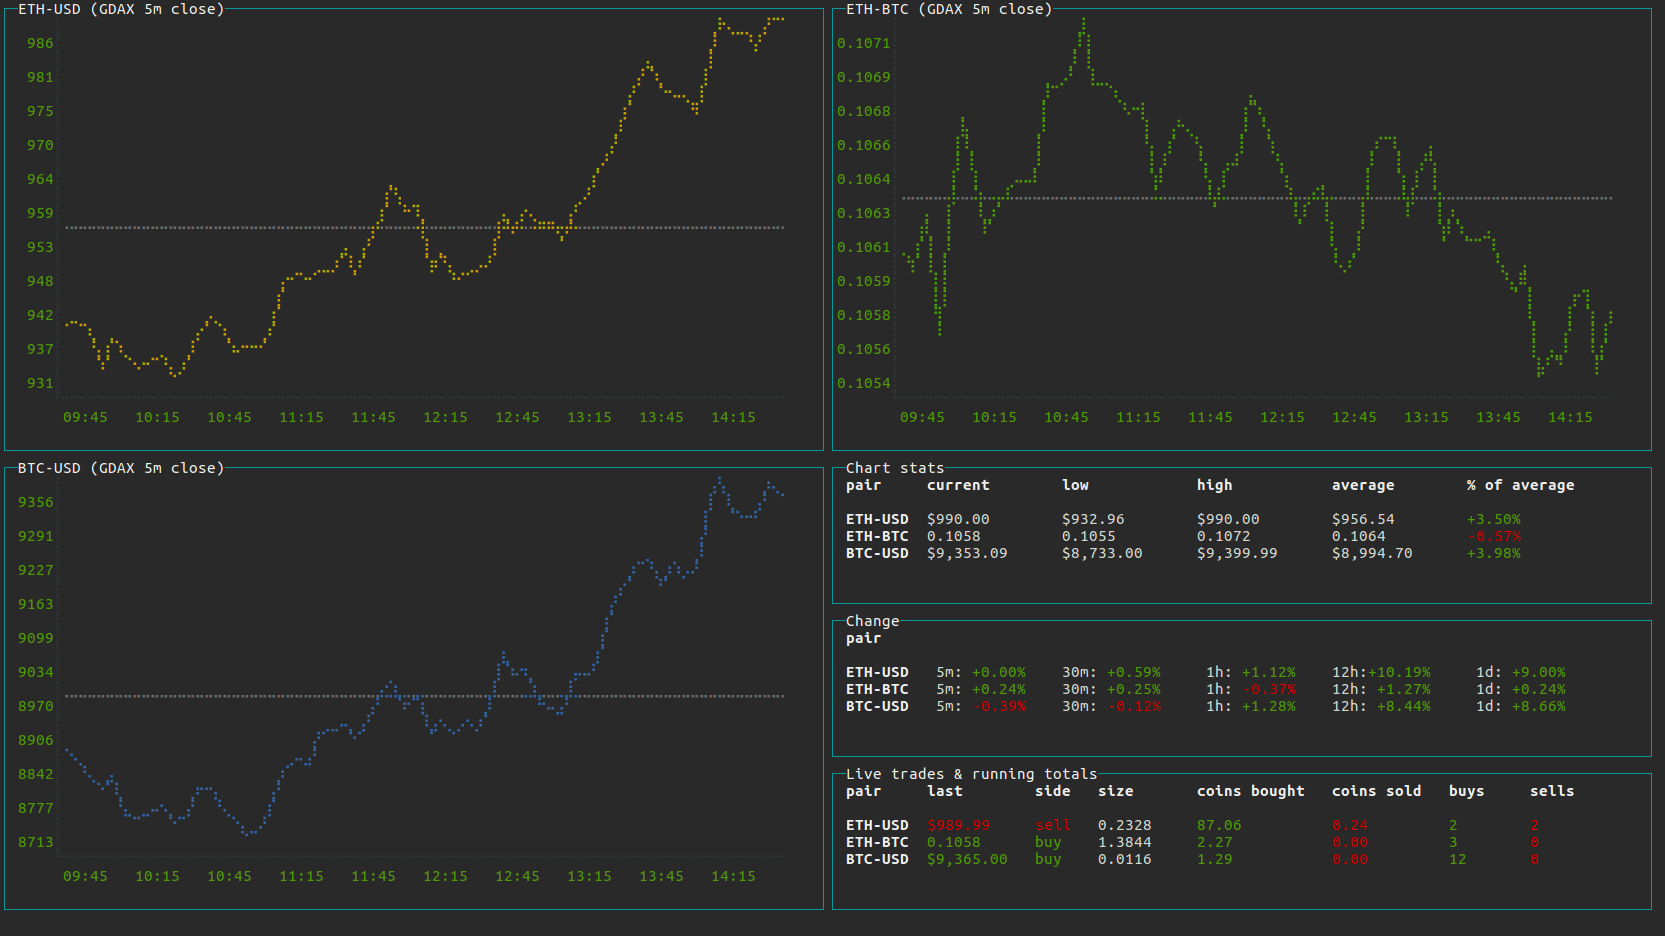 ETH-USD (GDAX 5m close)
986
981
975
970
964
959
953
948
942
937
931
09:45 10:15 10:45 11:15 11:45 12:15 12:45 13:15 13:45 14:15
ETH-BTC (GDAX 5m close)
0.1071
0.1069
0.1068
0.1066
0.1064
0.1063
0.1061
0.1059
0.1058
0.1056
0.1054
09:45 10:15 10:45 11:15 11:45 12:15 12:45 13:15 13:45 14:15
BTC-USD (GDAX 5m close)
9356
9291
9227
9163
9099
9034
8970
8906
8842
8777
8713
09:45 10:15 10:45 11:15 11:45 12:15 12:45 13:15 13:45 14:15
Chart stats
pair current low high average % of average
ETH-USD $990.00 $932.96 $990.00 $956.54 +3.50%
ETH-BTC 0.1058 0.1055 0.1072 0.1064 -0.57%
BTC-USD $9,353.09 $8,733.00 $9,399.99 $8,994.70 +3.98%
Change
pair
ETH-USD 5m: +0.00% 30m: +0.59% 1h: +1.12% 12h:+10.19% 1d: +9.00%
ETH-BTC 5m: +0.24% 30m: +0.25% 1h: -0.37% 12h: +1.27% 1d: +0.24%
BTC-USD 5m: -0.39% 30m: -0.12% 1h: +1.28% 12h: +8.44% 1d: +8.66%
Live trades & running totals
pair last side size coins bought coins sold buys sells
ETH-USD $989.99 sell 0.2328 87.06 0.24 2 2
ETH-BTC 0.1058 buy 1.3844 2.27 0.00 3 0
BTC-USD $9,365.00 buy 0.0116 1.29 0.00 12 0